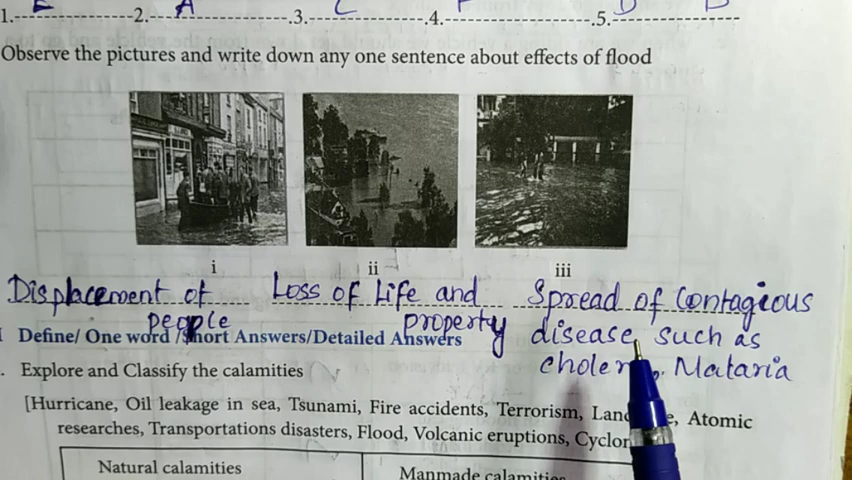 1.---------------2. A ---------------.3. C ---------------.4.---------------.5. D ---------------
Observe the pictures and write down any one sentence about effects of flood
i ii iii
Displacement of people
Loss of Life and property
Spread of Contagious disease such as Mataria
Define/ One word /Short Answers/Detailed Answers
. Explore and Classify the calamities
[Hurricane, Oil leakage in sea, Tsunami, Fire accidents, Terrorism, Atomic
researches, Transportations disasters, Flood, Volcanic eruptions,
Natural calamities Manmade calamities